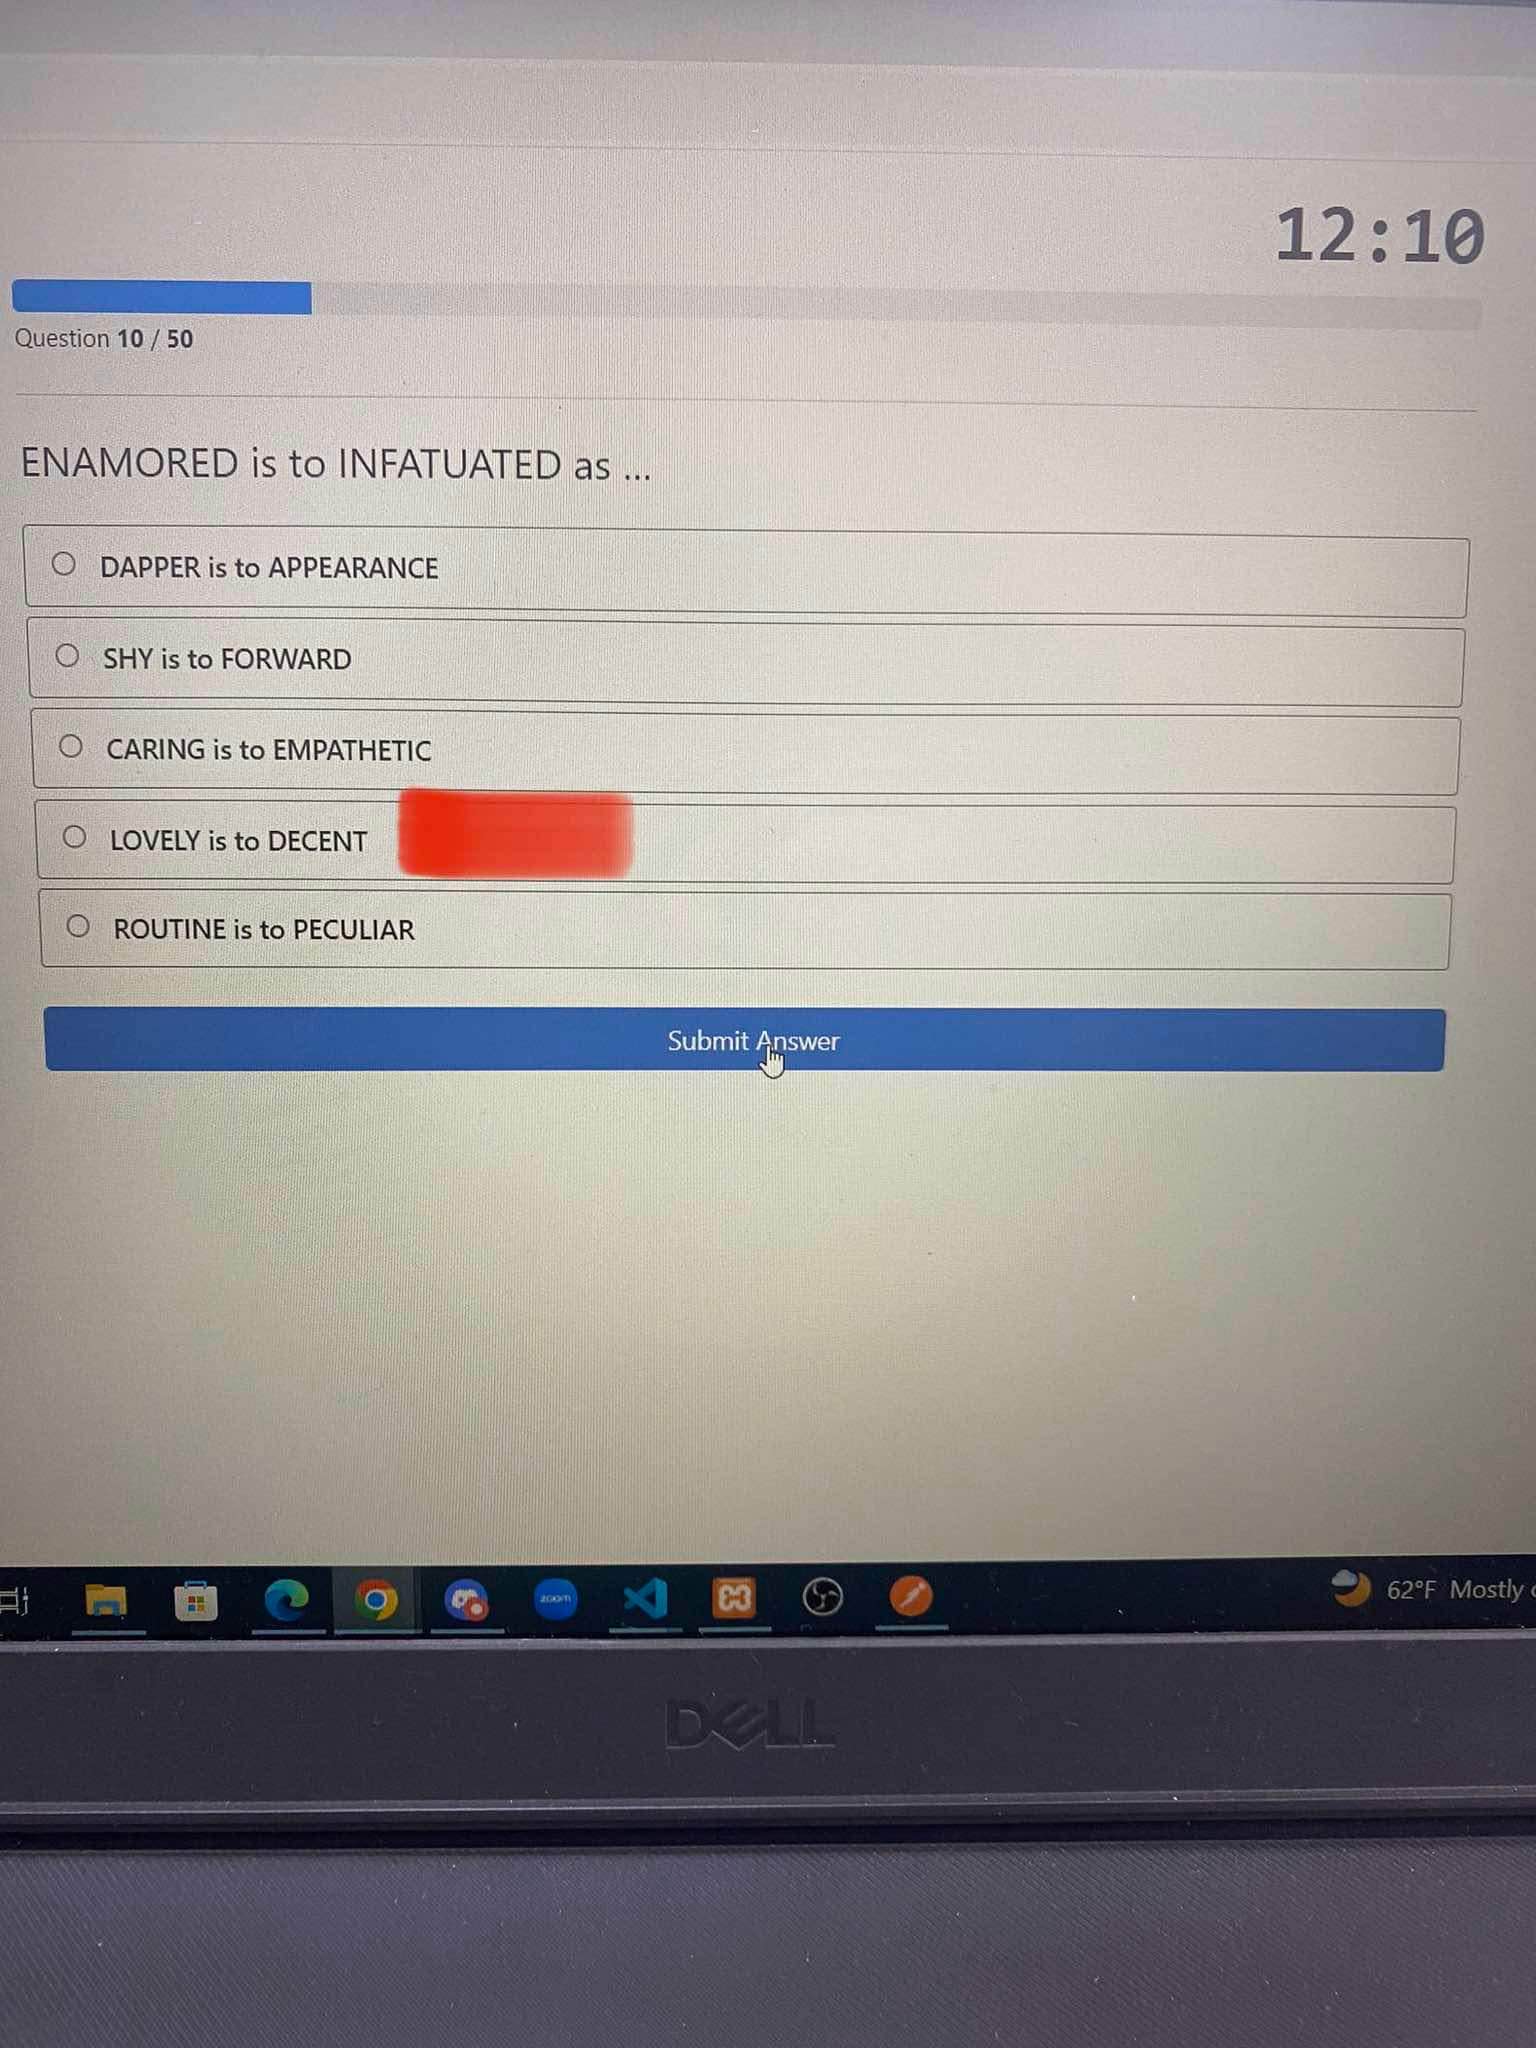 12:10
Question 10 / 50
ENAMORED is to INFATUATED as ...
DAPPER is to APPEARANCE
SHY is to FORWARD
CARING is to EMPATHETIC
LOVELY is to DECENT
ROUTINE is to PECULIAR
Submit Answer
zoom
62°F Mostly
DELL